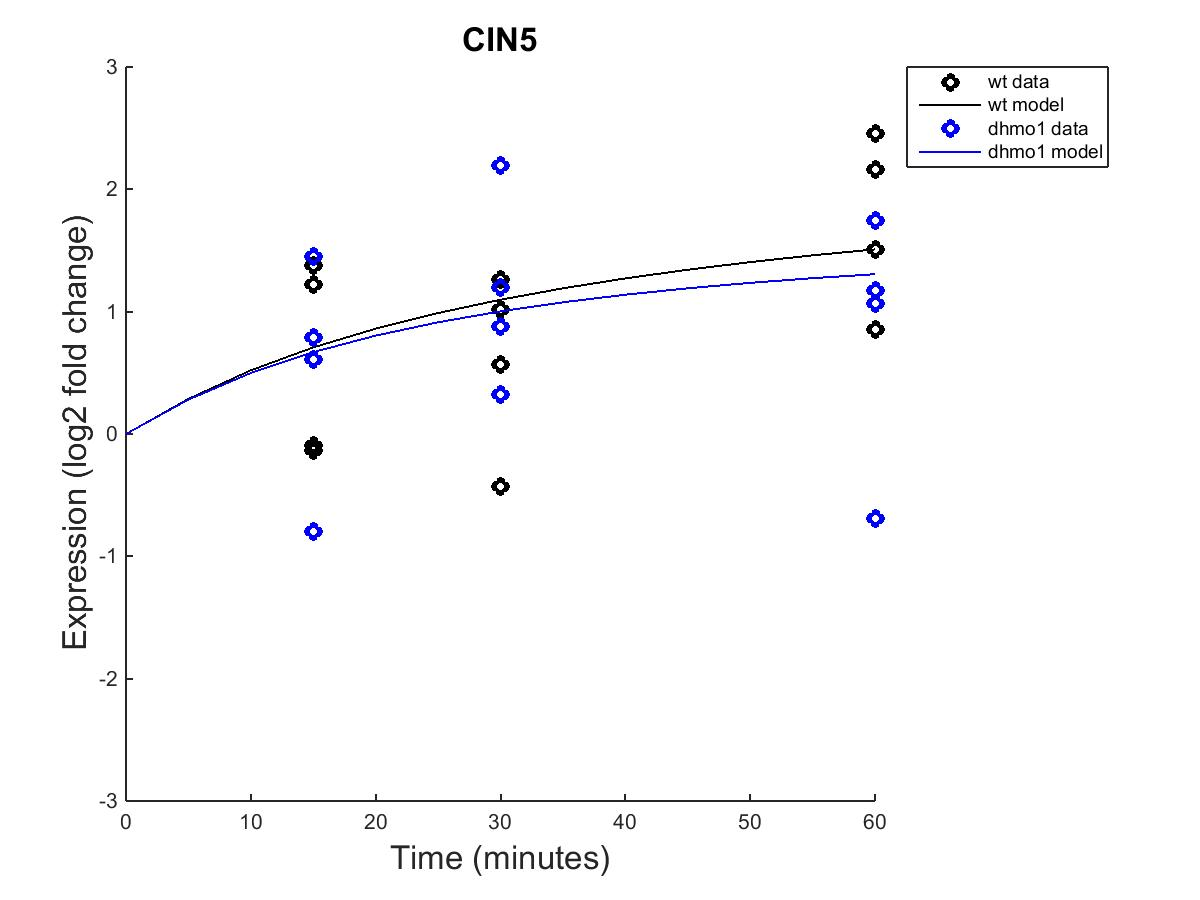 CIN5
3
2
1
0
-1
-2
-3
Expression (log2 fold change)
0 10 20 30 40 50 60
Time (minutes)
wt data
wt model
dhmo1 data
dhmo1 model